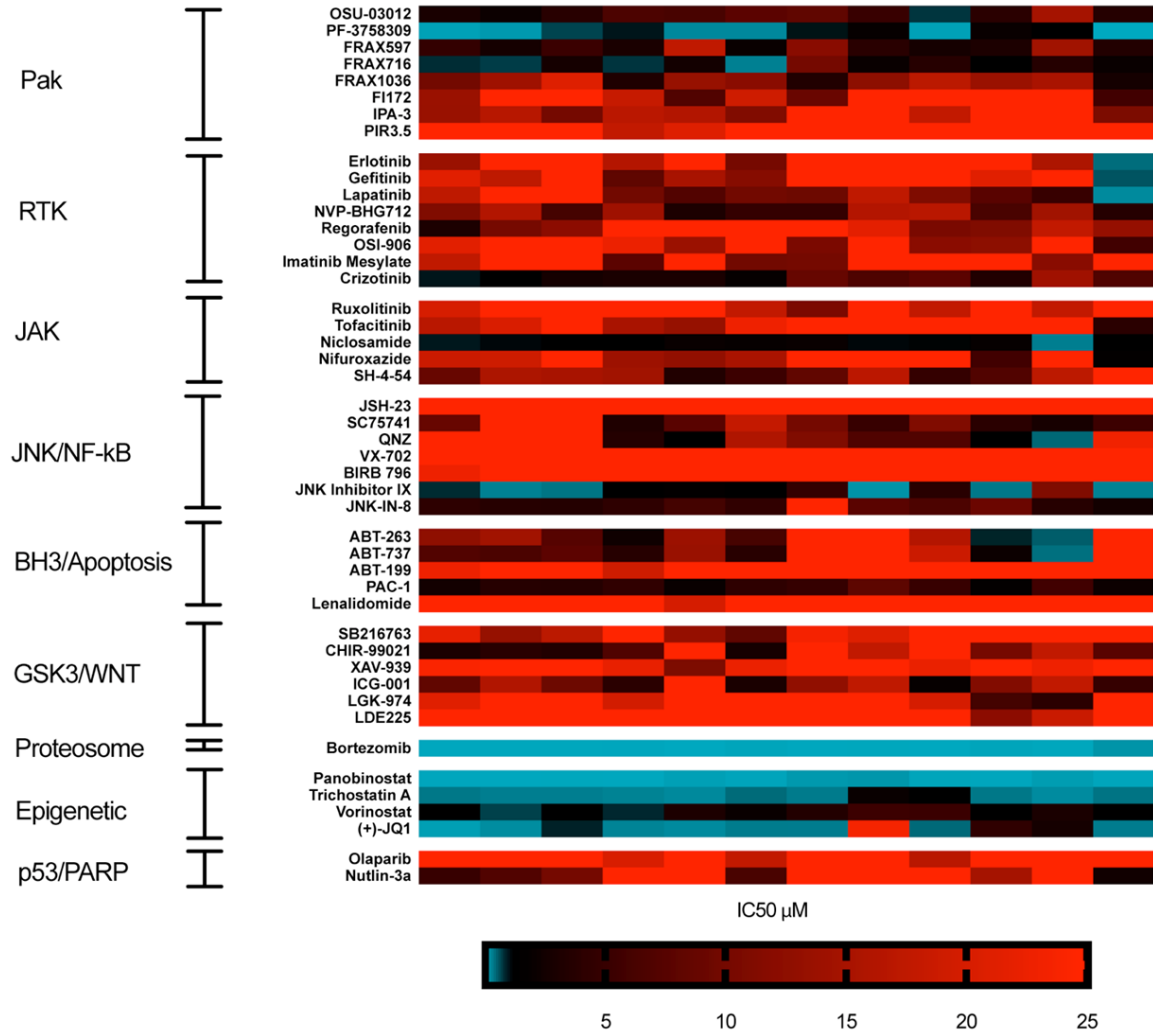 Pak
OSU-03012
PF-3758309
FRAX597
FRAX716
FRAX1036
FI172
IPA-3
PIR3.5
RTK
Erlotinib
Gefitinib
Lapatinib
NVP-BHG712
Regorafenib
OSI-906
Imatinib Mesylate
Crizotinib
JAK
Ruxolitinib
Tofacitinib
Niclosamide
Nifuroxazide
SH-4-54
JNK/NF-kB
JSH-23
SC75741
QNZ
VX-702
BIRB 796
JNK Inhibitor IX
JNK-IN-8
BH3/Apoptosis
ABT-263
ABT-737
ABT-199
PAC-1
Lenalidomide
GSK3/WNT
SB216763
CHIR-99021
XAV-939
ICG-001
LGK-974
LDE225
Proteosome
Bortezomib
Epigenetic
Panobinostat
Trichostatin A
Vorinostat
(+)-JQ1
p53/PARP
Olaparib
Nutlin-3a
IC50 µM
5 10 15 20 25